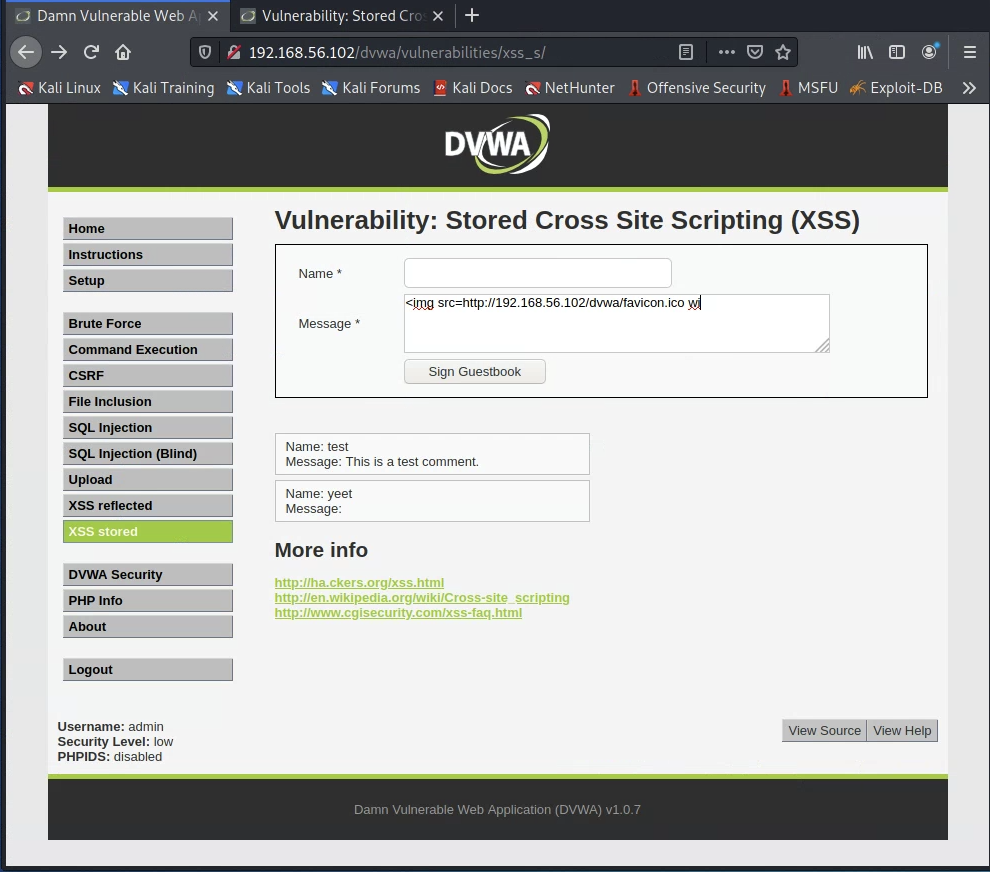 Damn Vulnerable Web A
Vulnerability: Stored Cro
192.168.56.102/dvwa/vulnerabilities/xss_s/
Kali Linux Kali Training Kali Tools Kali Forums Kali Docs NetHunter Offensive Security MSFU Exploit-DB
DVWA
Home
Instructions
Setup
Brute Force
Command Execution
CSRF
File Inclusion
SQL Injection
SQL Injection (Blind)
Upload
XSS reflected
XSS stored
DVWA Security
PHP Info
About
Logout
Vulnerability: Stored Cross Site Scripting (XSS)
Name *
Message *
<img src=http://192.168.56.102/dvwa/favicon.ico wi
Sign Guestbook
Name: test
Message: This is a test comment.
Name: yeet
Message:
More info
http://ha.ckers.org/xss.html
http://en.wikipedia.org/wiki/Cross-site_scripting
http://www.cgisecurity.com/xss-faq.html
Username: admin
Security Level: low
PHPIDS: disabled
View Source View Help
Damn Vulnerable Web Application (DVWA) v1.0.7